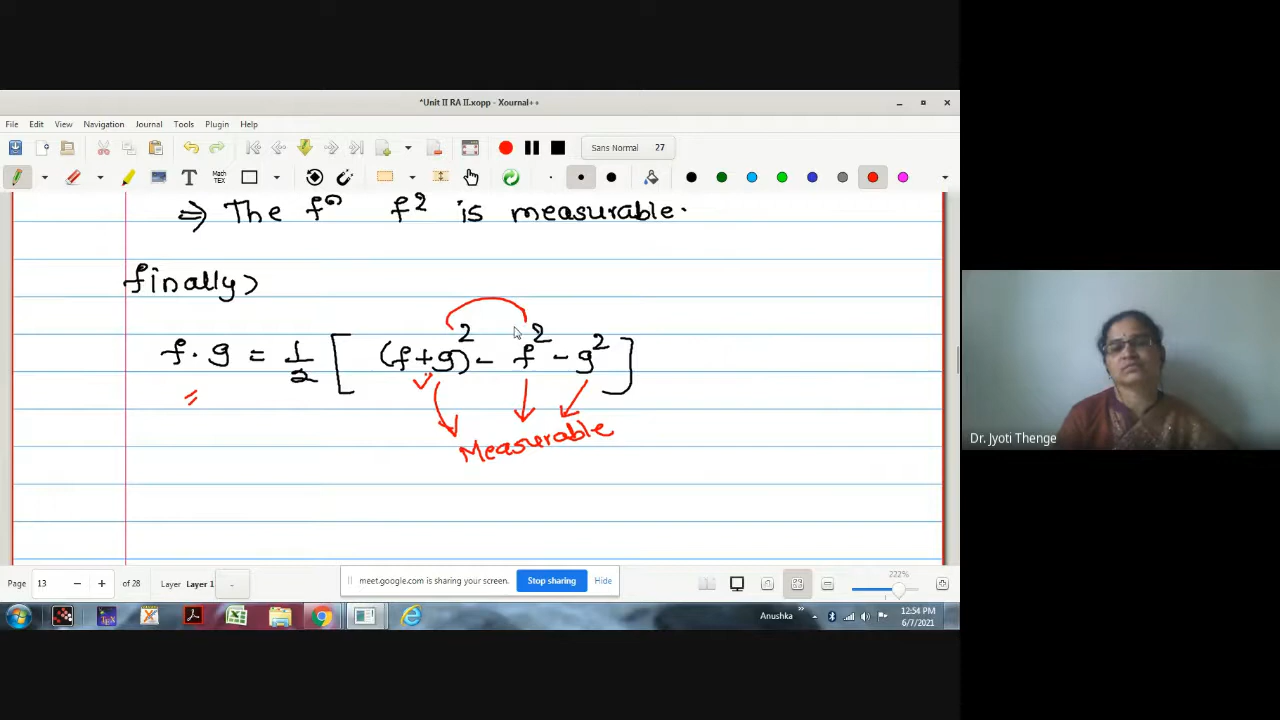 *Unit II RA II.xopp - Xournal++
File Edit View Navigation Journal Tools Plugin Help
Sans Normal 27
⇒ The fⁿ f² is measurable.
finally,
f · g = 1/2 [ (f+g)² - f² - g² ]
Measurable
Dr. Jyoti Thenge
Page 13 of 28 Layer Layer 1
222%
meet.google.com is sharing your screen. Stop sharing Hide
Anushka
12:54 PM
6/7/2021